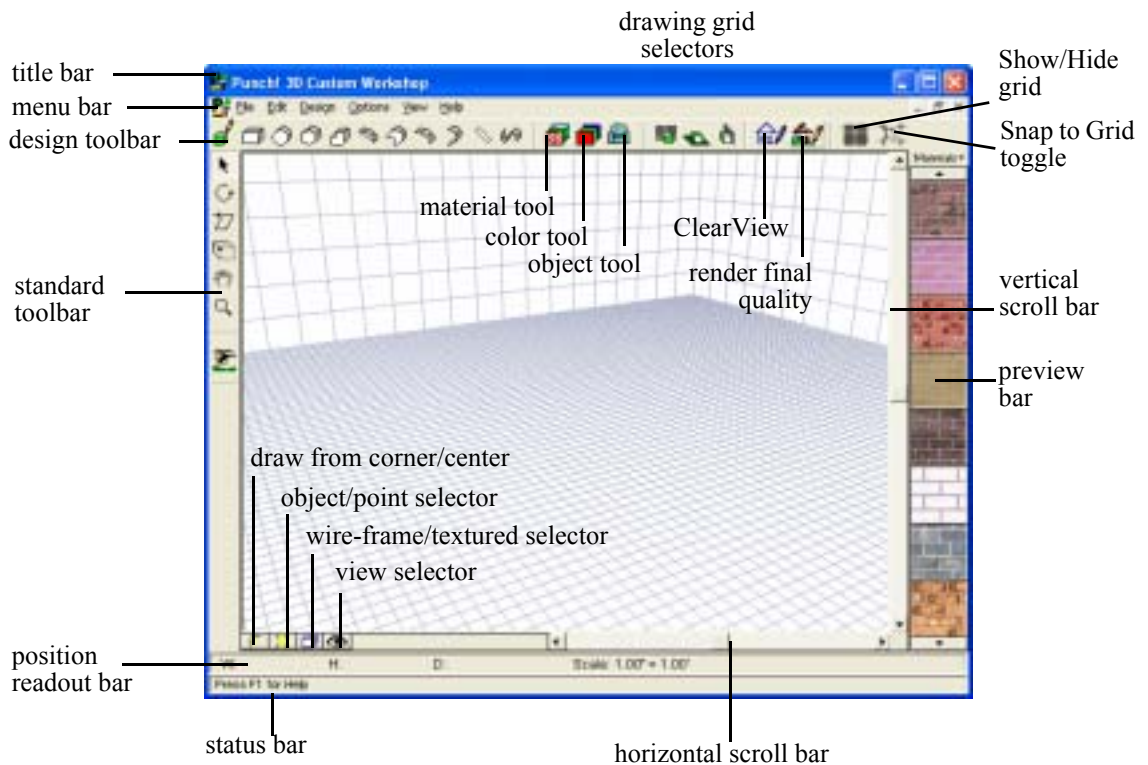 drawing grid
selectors
title bar
Punch! 3D Custom Workshop
Show/Hide
grid
menu bar
File Edit Design Options View Help
design toolbar
Snap to Grid
toggle
Materials
material tool
color tool
object tool
ClearView
render final
quality
standard
toolbar
vertical
scroll bar
preview
bar
draw from corner/center
object/point selector
wire-frame/textured selector
view selector
position
readout bar
W: H: D: Scale: 1.00" = 1.00'
Press F1 for Help
status bar
horizontal scroll bar